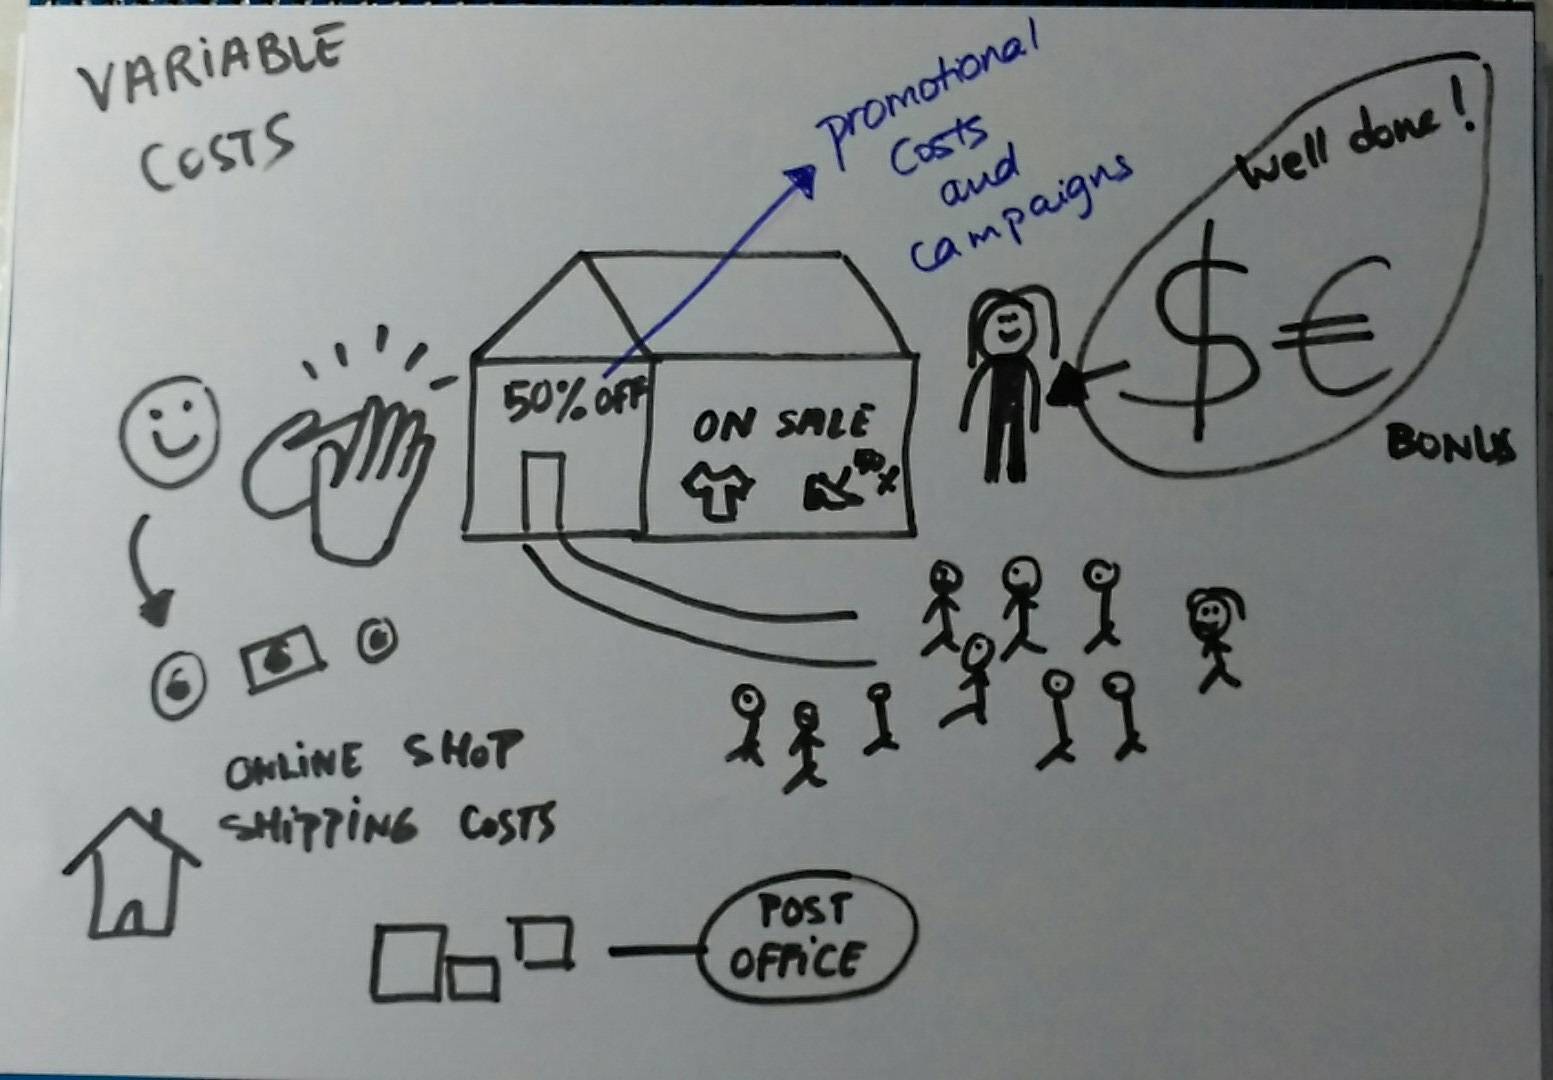 VARIABLE
COSTS
promotional
costs
and
campaigns
Well done!
$ €
BONUS
50% OFF
ON SALE
ONLINE SHOP
SHIPPING COSTS
POST
OFFICE